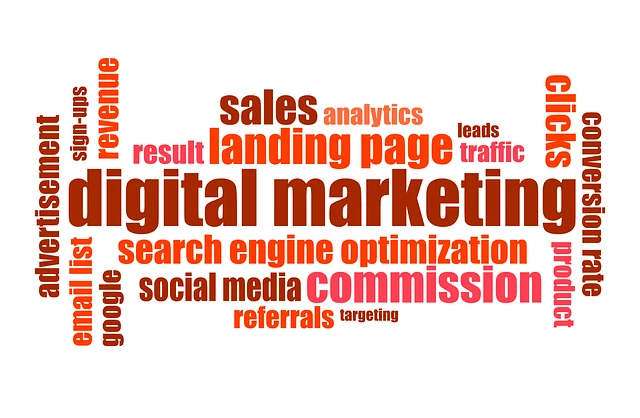 advertisement
sign-ups
revenue
email list
google
sales
analytics
leads
result
landing page
traffic
digital marketing
search engine optimization
social media
commission
referrals
targeting
clicks
conversion rate
product